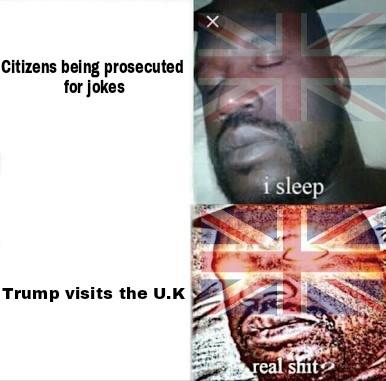 Citizens being prosecuted
for jokes
i sleep
Trump visits the U.K
real shit?